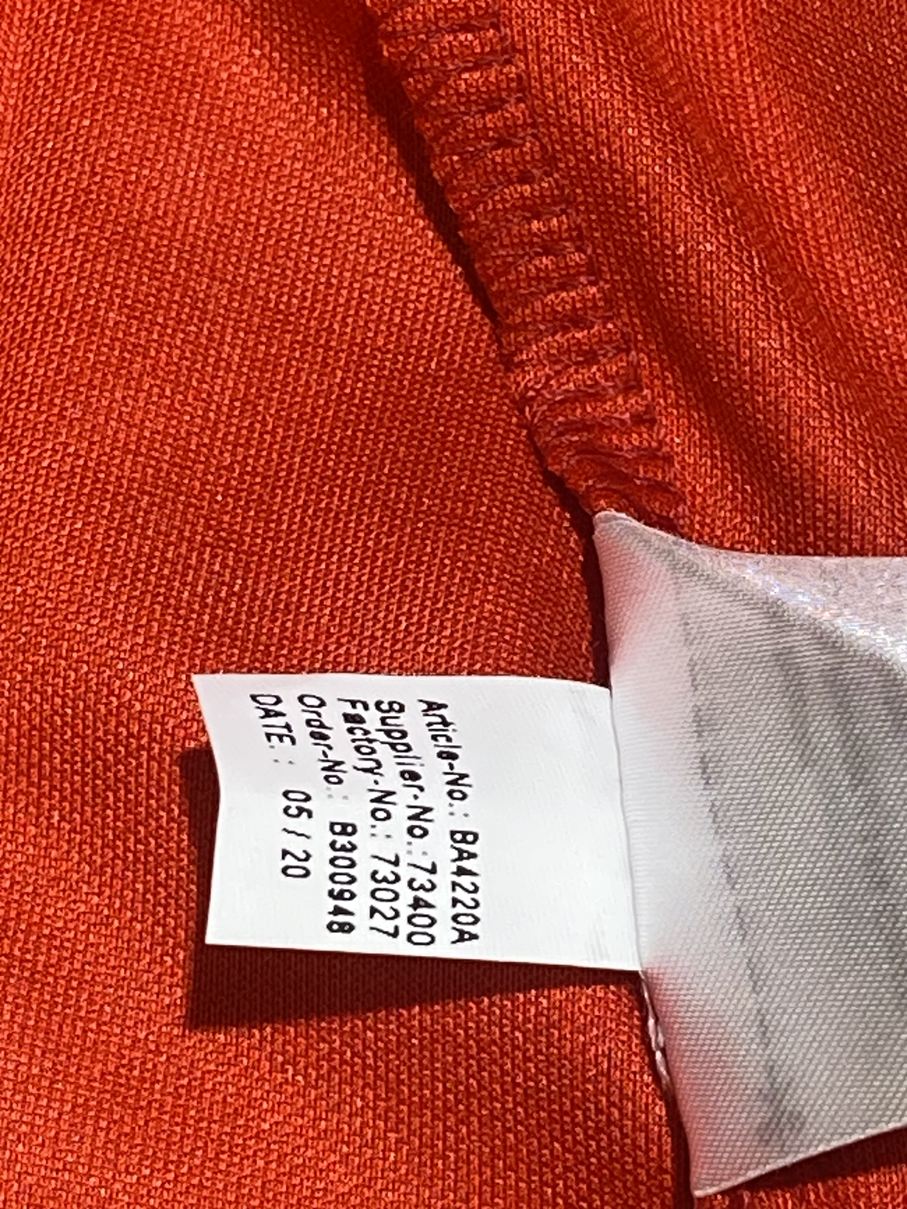 Article-No.: BA4220A
Supplier-No.:73400
Factory-No.: 73027
Order-No.: B300948
DATE : 05 / 20